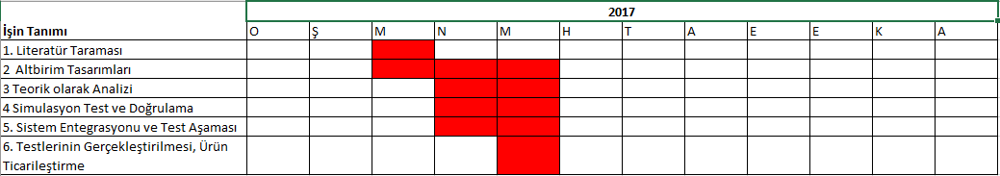 2017
İşin Tanımı O Ş M N M H T A E E K A
1. Literatür Taraması
2 Altbirim Tasarımları
3 Teorik olarak Analizi
4 Simulasyon Test ve Doğrulama
5. Sistem Entegrasyonu ve Test Aşaması
6. Testlerinin Gerçekleştirilmesi, Ürün
Ticarileştirme